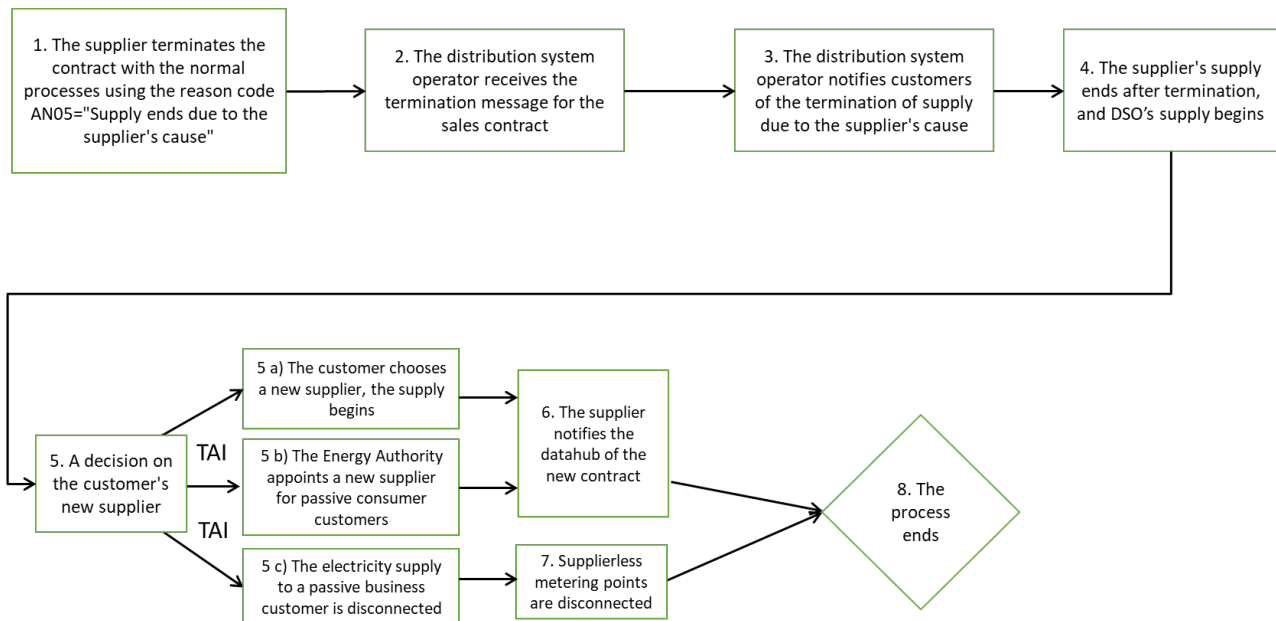 1. The supplier terminates the
contract with the normal
processes using the reason code
AN05="Supply ends due to the
supplier's cause"
2. The distribution system
operator receives the
termination message for the
sales contract
3. The distribution system
operator notifies customers
of the termination of supply
due to the supplier's cause
4. The supplier's supply
ends after termination,
and DSO’s supply begins
5. A decision on
the customer's
new supplier
TAI
TAI
5 a) The customer chooses
a new supplier, the supply
begins
5 b) The Energy Authority
appoints a new supplier
for passive consumer
customers
5 c) The electricity supply
to a passive business
customer is disconnected
6. The supplier
notifies the
datahub of the
new contract
7. Supplierless
metering points
are disconnected
8. The
process
ends